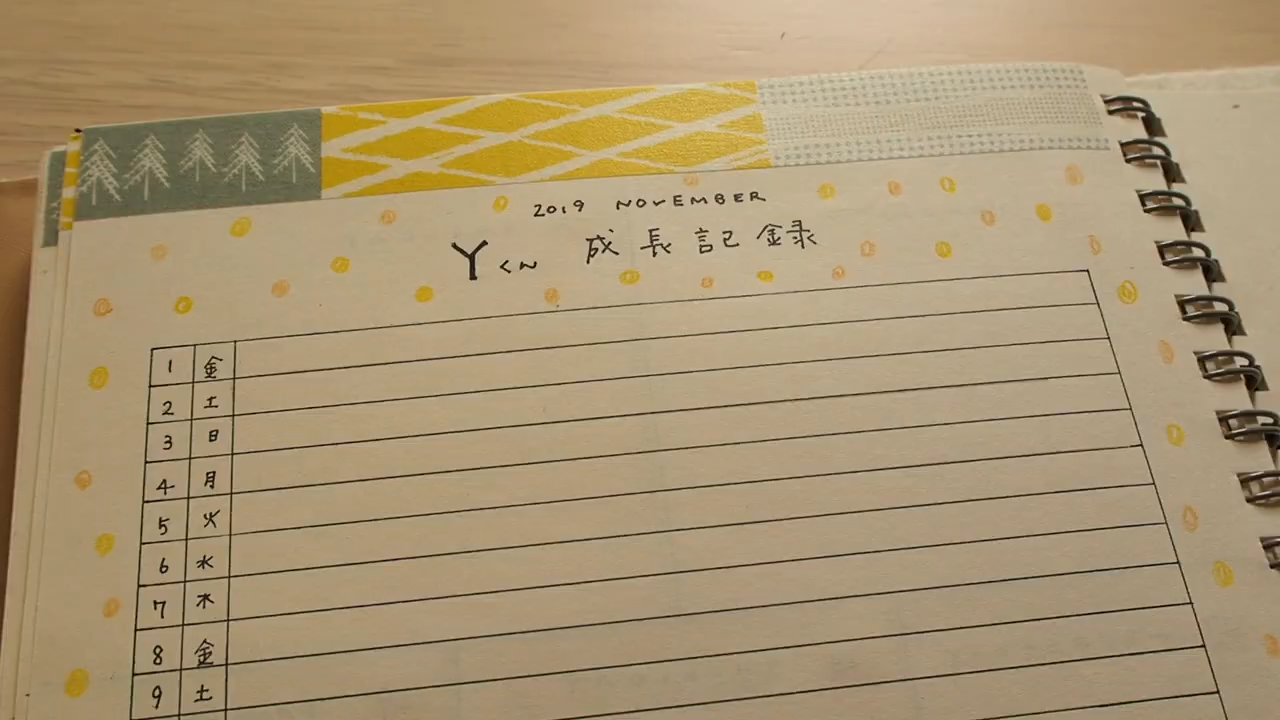 2019 NOVEMBER
Yくん 成長記録
1 金
2 土
3 日
4 月
5 火
6 水
7 木
8 金
9 土